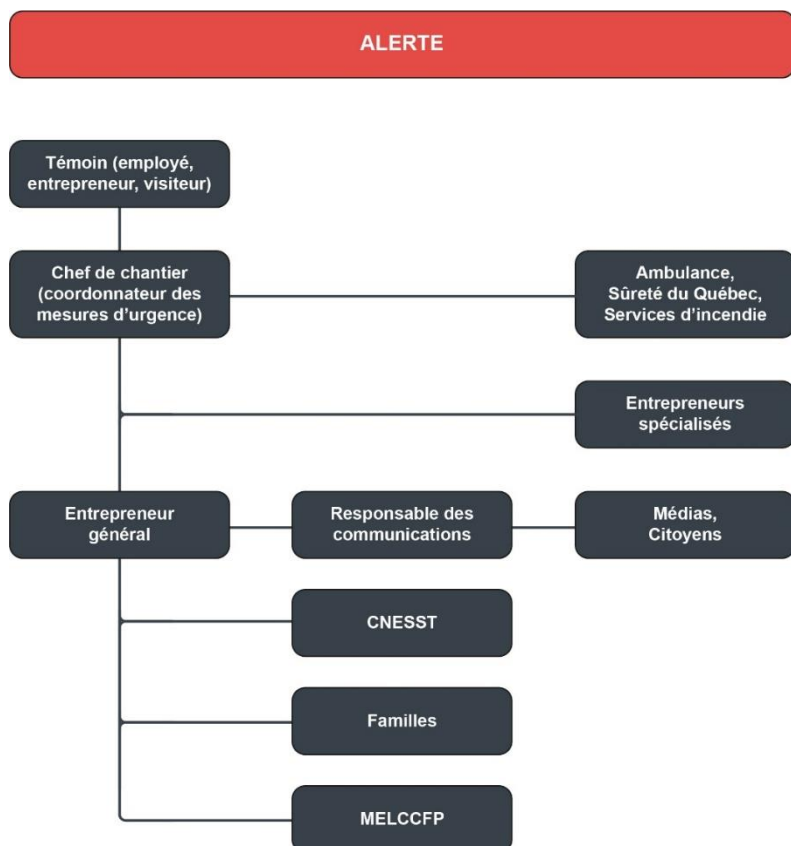 ALERTE
Témoin (employé,
entrepreneur, visiteur)
Chef de chantier
(coordonnateur des
mesures d’urgence)
Ambulance,
Sûreté du Québec,
Services d’incendie
Entrepreneurs
spécialisés
Entrepreneur
général
Responsable des
communications
Médias,
Citoyens
CNESST
Familles
MELCCFP